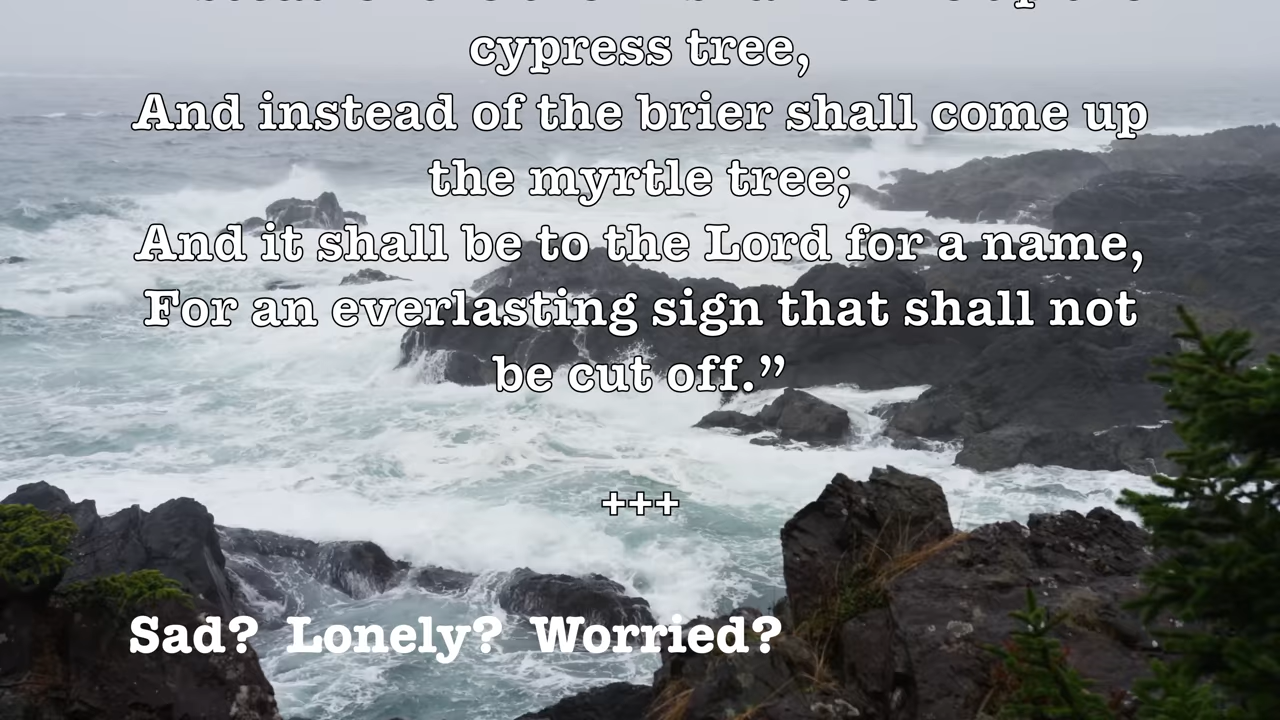 cypress tree,
And instead of the brier shall come up
the myrtle tree;
And it shall be to the Lord for a name,
For an everlasting sign that shall not
be cut off.”
+++
Sad?  Lonely?  Worried?